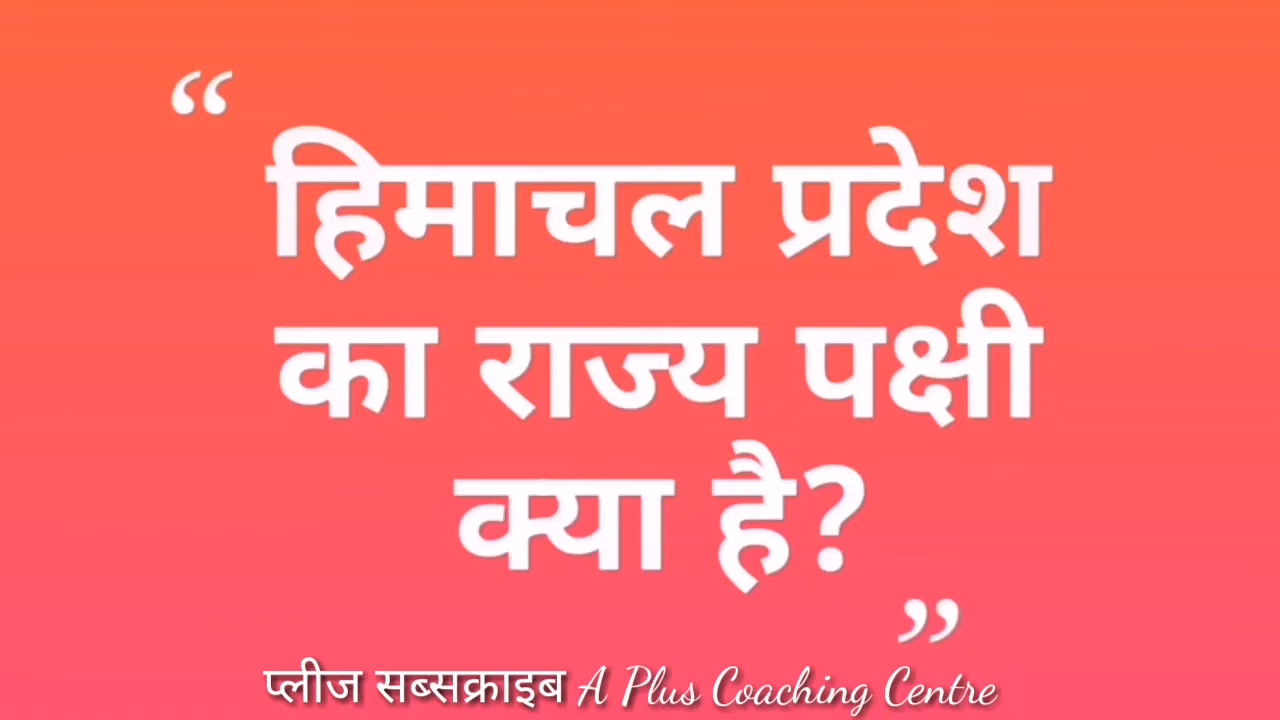 “
हिमाचल प्रदेश
का राज्य पक्षी
क्या है?
”
प्लीज सब्सक्राइब A Plus Coaching Centre